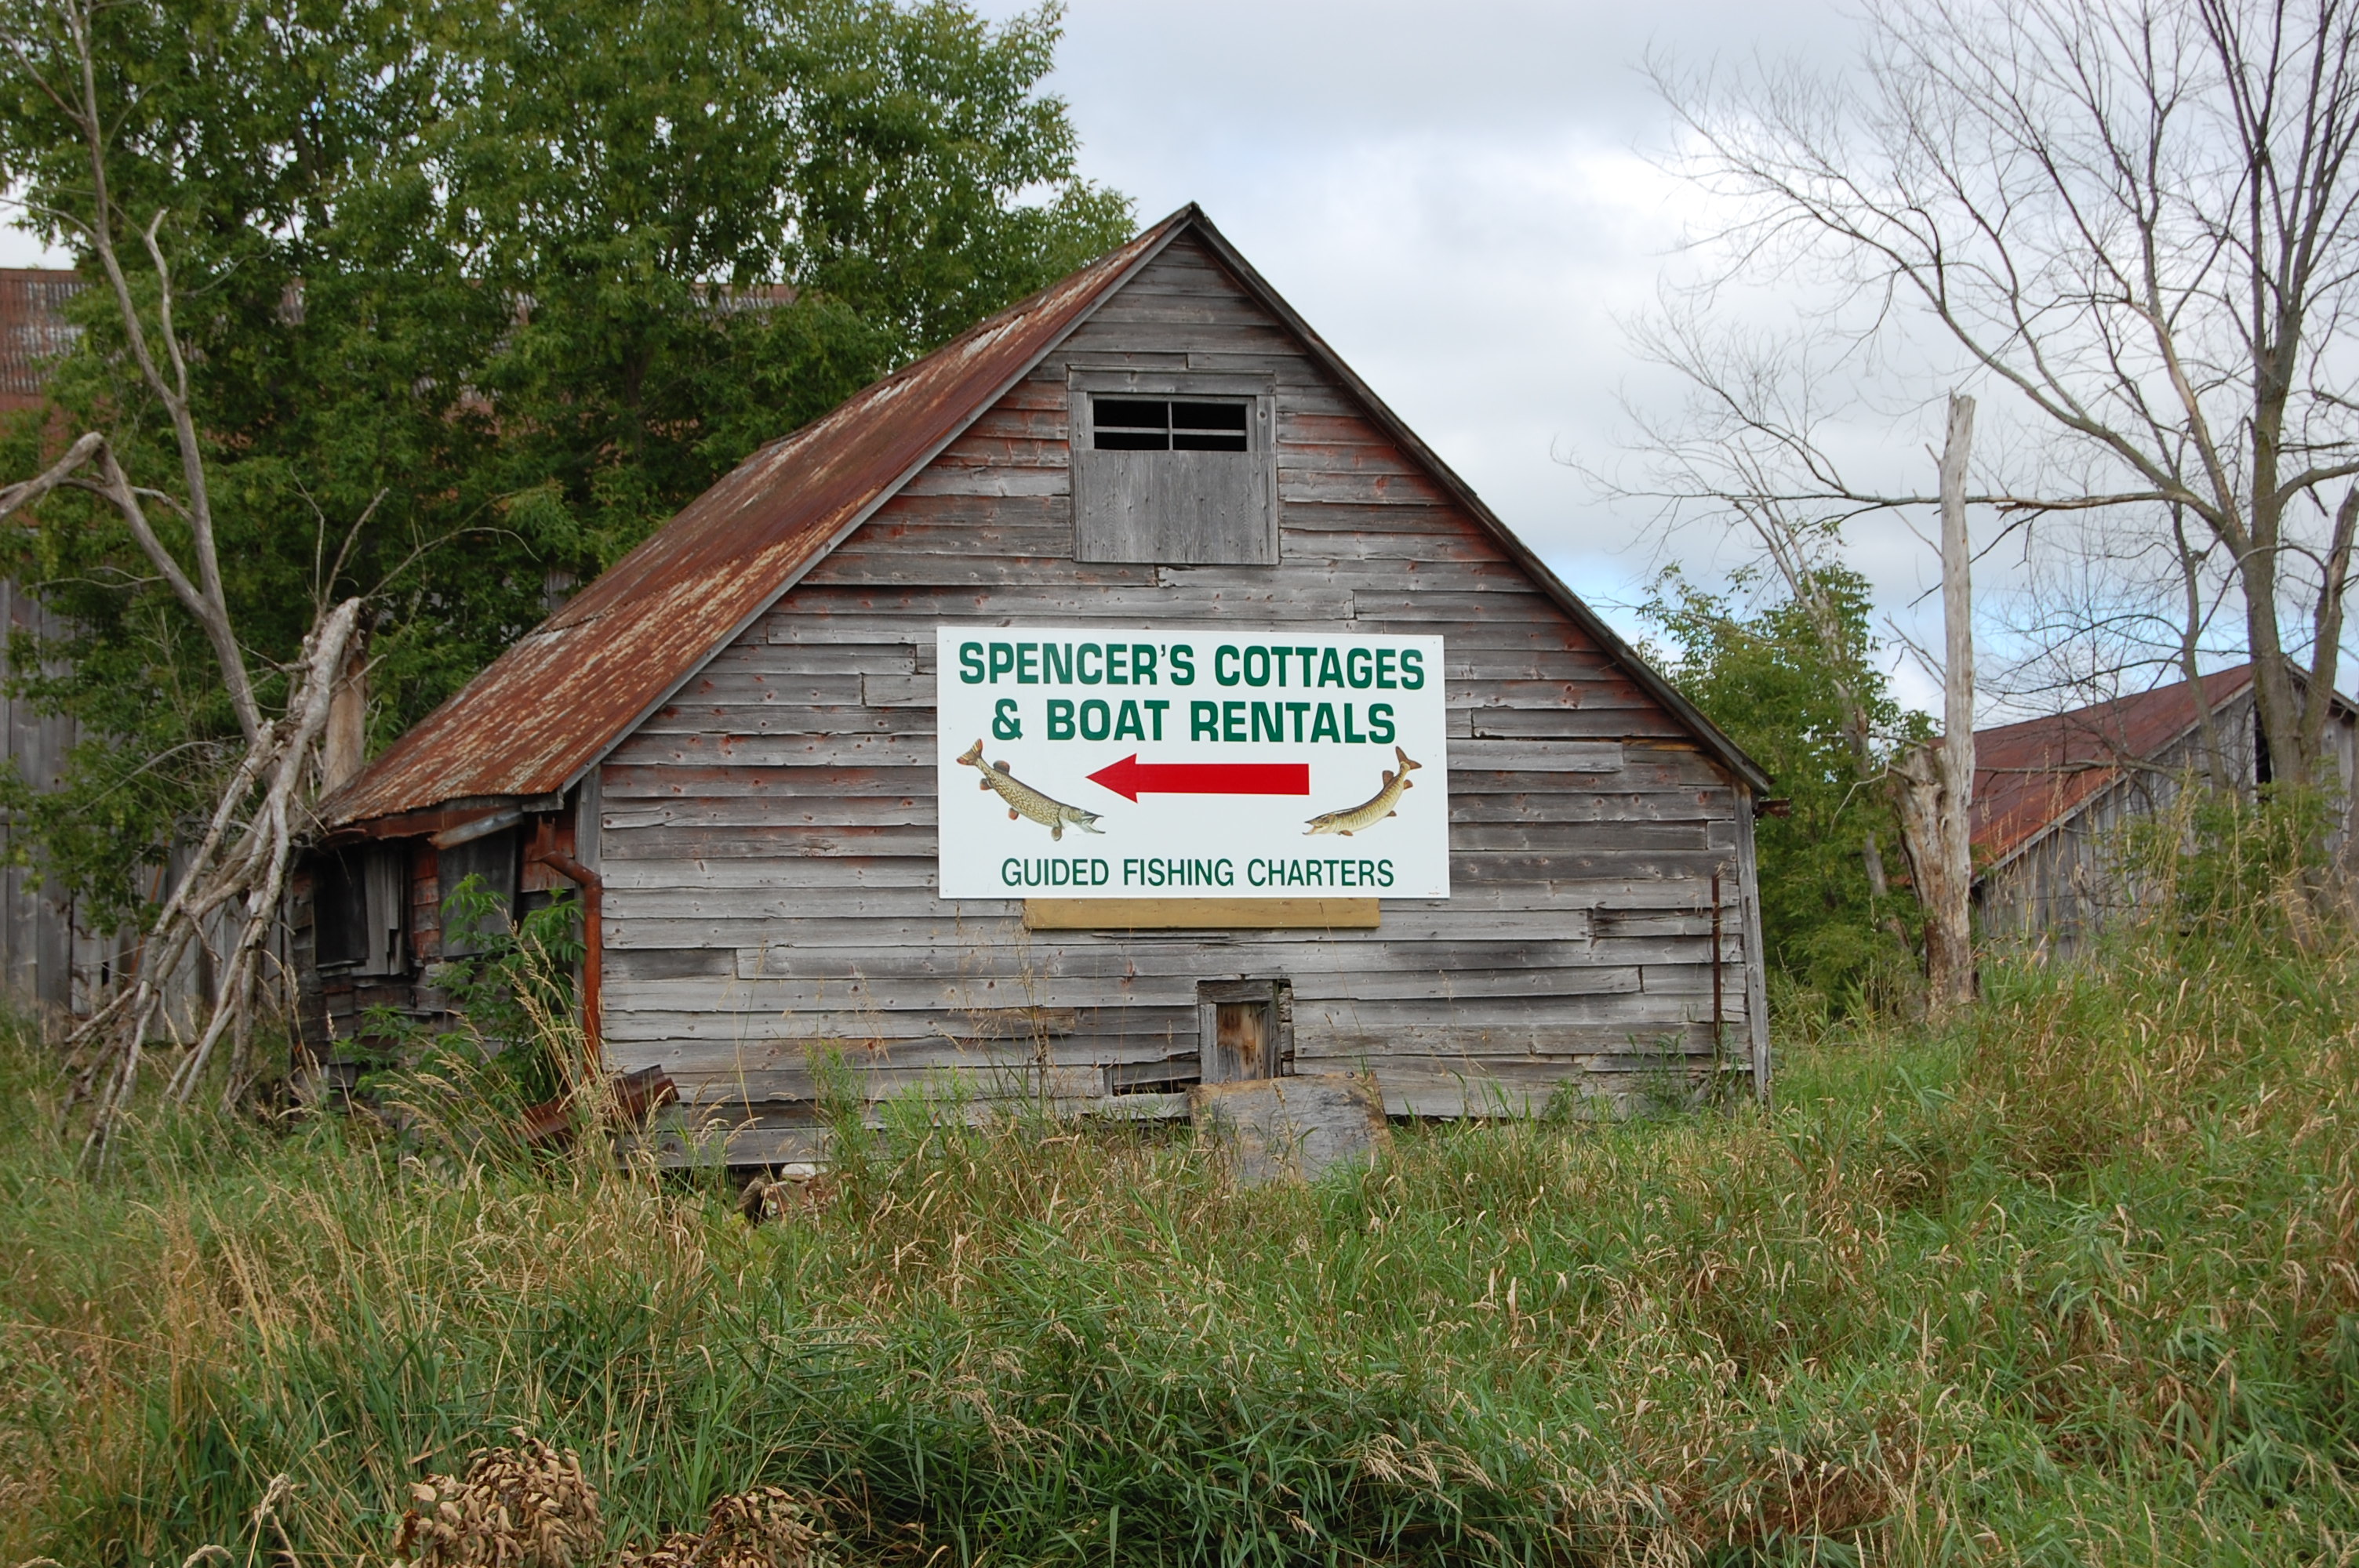 SPENCER'S COTTAGES
& BOAT RENTALS
GUIDED FISHING CHARTERS